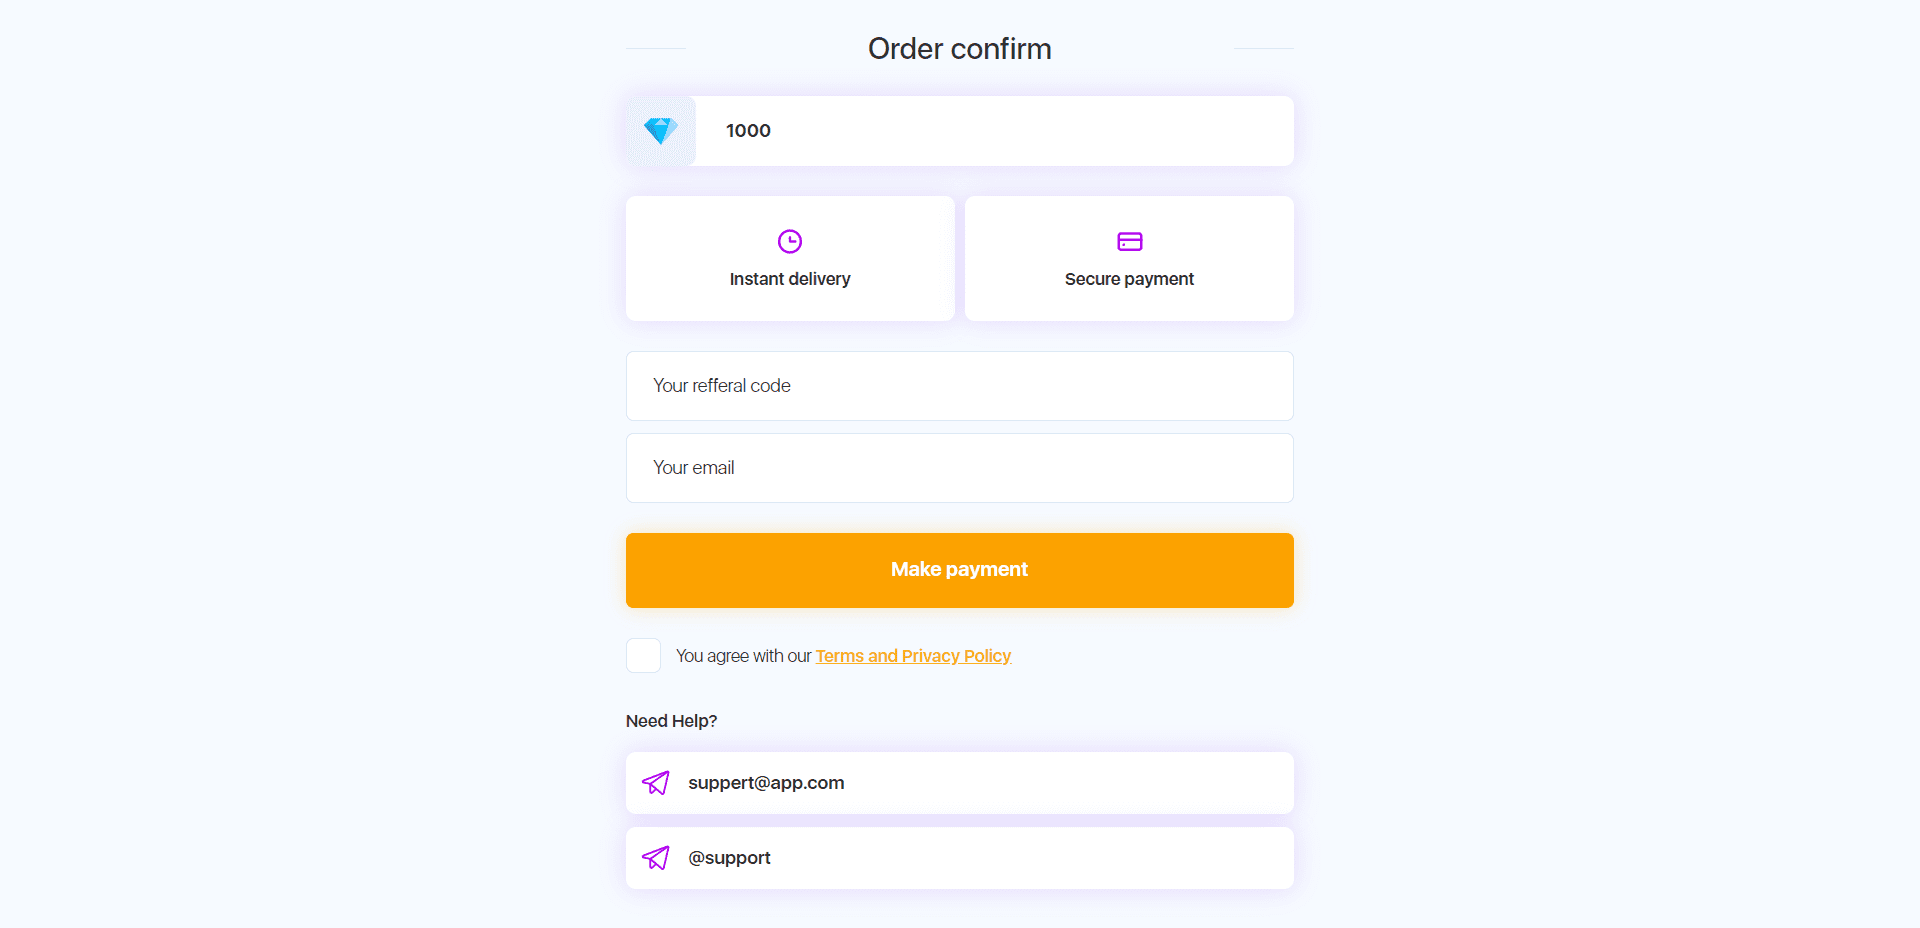 Order confirm
1000
Instant delivery
Secure payment
Your refferal code
Your email
Make payment
You agree with our Terms and Privacy Policy
Need Help?
suppert@app.com
@support